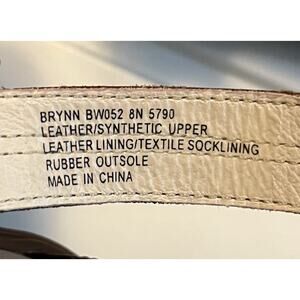 BRYNN BW052 8N 5790
LEATHER/SYNTHETIC UPPER
LEATHER LINING/TEXTILE SOCKLINING
RUBBER OUTSOLE
MADE IN CHINA